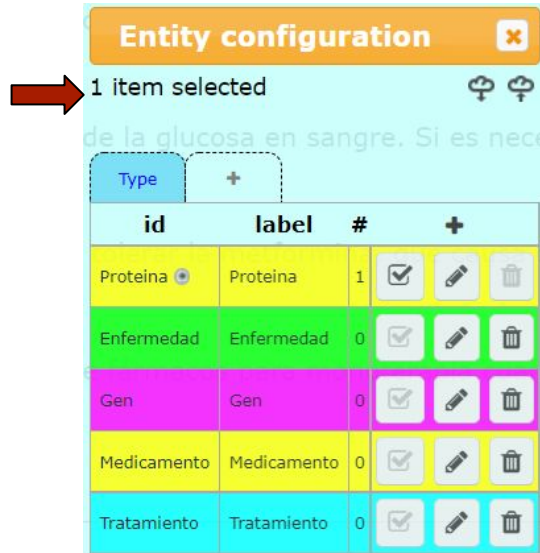 Entity configuration
1 item selected
de la glucosa en sangre. Si es nece
Type +
id label # +
Proteina Proteina 1
Enfermedad Enfermedad 0
Gen Gen 0
Medicamento Medicamento 0
Tratamiento Tratamiento 0